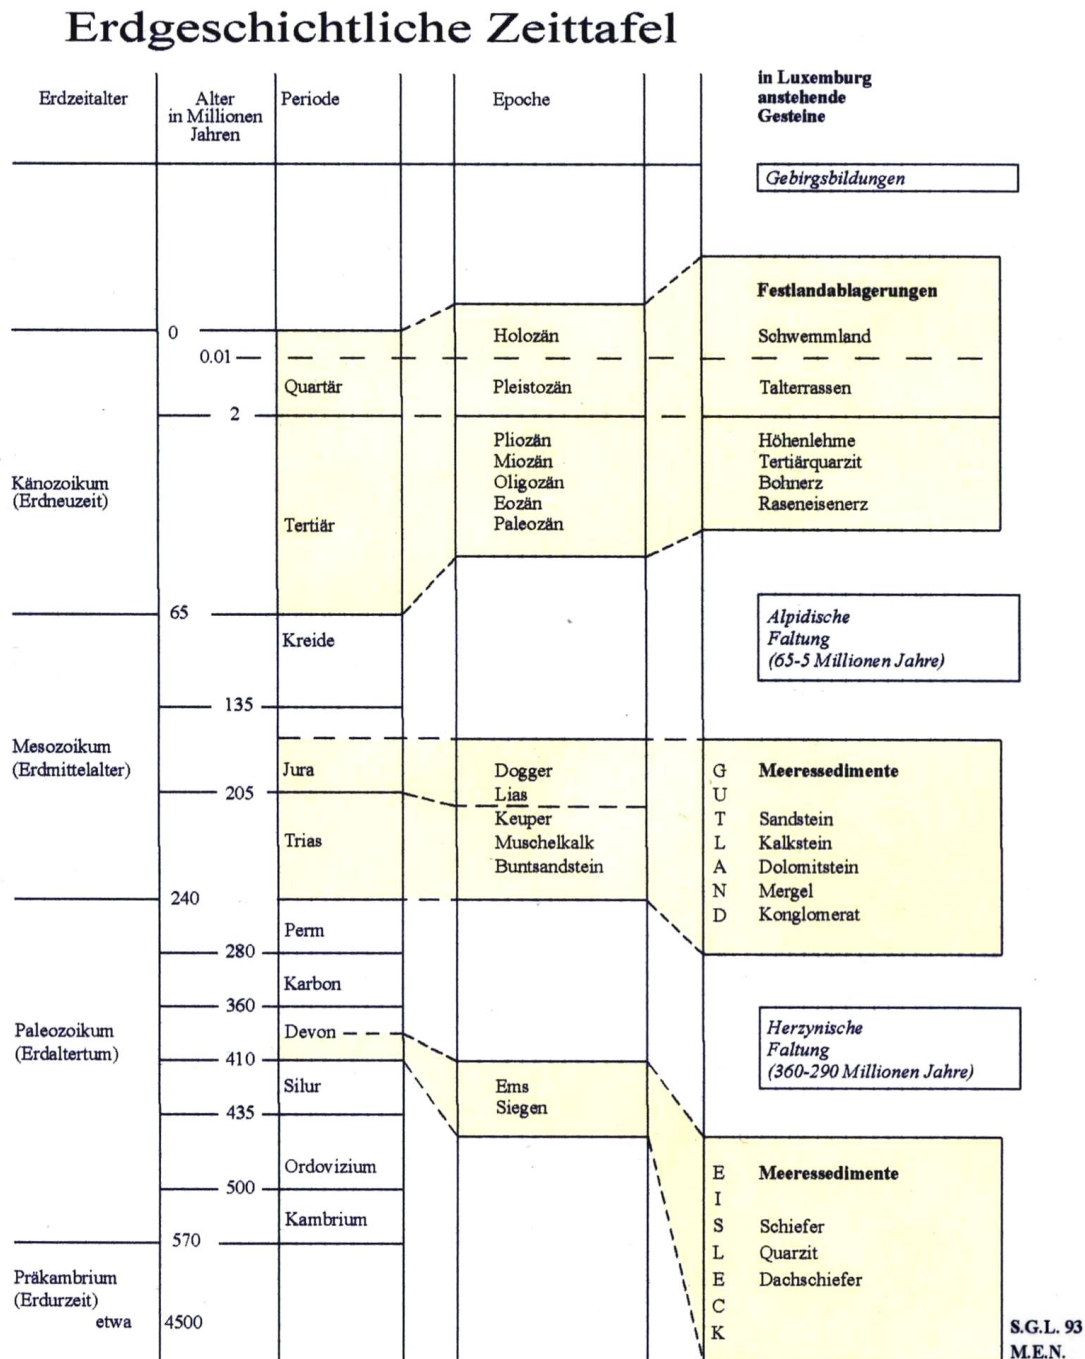 Erdgeschichtliche Zeittafel
Erdzeitalter
Alter
in Millionen
Jahren
Periode
Epoche
in Luxemburg
anstehende
Gesteine
Gebirgsbildungen
Festlandablagerungen
0
Holozän
Schwemmland
0.01
Quartär
Pleistozän
Talterrassen
2
Känozoikum
(Erdneuzeit)
Tertiär
Pliozän
Miozän
Oligozän
Eozän
Paleozän
Höhenlehme
Tertiärquarzit
Bohnerz
Raseneisenerz
65
Kreide
Alpidische
Faltung
(65-5 Millionen Jahre)
135
Mesozoikum
(Erdmittelalter)
Jura
205
Trias
Dogger
Lias
Keuper
Muschelkalk
Buntsandstein
G
U
T
L
A
N
D
Meeressedimente
Sandstein
Kalkstein
Dolomitstein
Mergel
Konglomerat
240
Perm
280
Karbon
360
Paleozoikum
(Erdaltertum)
Devon
410
Silur
435
Ordovizium
500
Kambrium
570
Ems
Siegen
Herzynische
Faltung
(360-290 Millionen Jahre)
E
I
S
L
E
C
K
Meeressedimente
Schiefer
Quarzit
Dachschiefer
Präkambrium
(Erdurzeit)
etwa
4500
S.G.L. 93
M.E.N.